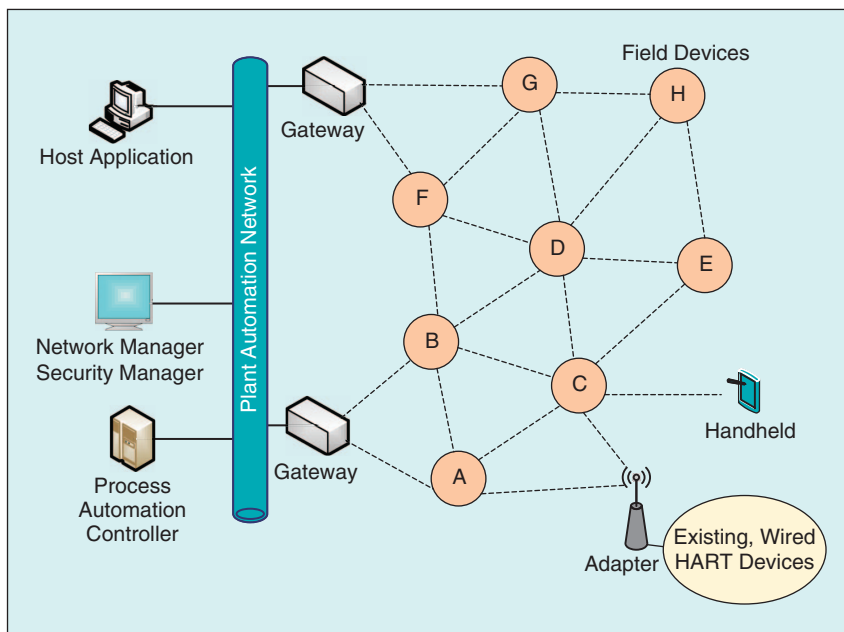 Host Application
Network Manager
Security Manager
Process
Automation
Controller
Plant Automation Network
Gateway
Gateway
Field Devices
G
H
F
D
E
B
C
A
Handheld
Adapter
Existing, Wired
HART Devices